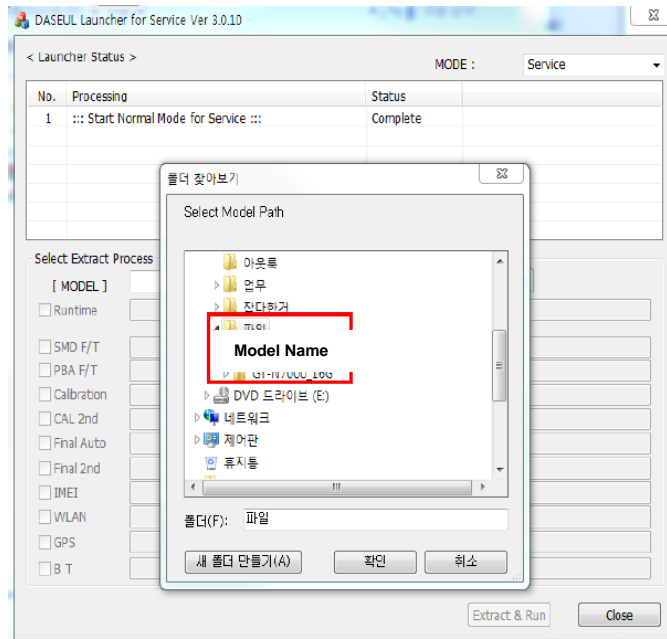 DASEUL Launcher for Service Ver 3.0.10
< Launcher Status >
MODE : Service
No. Processing Status
1 ::: Start Normal Mode for Service ::: Complete
폴더 찾아보기
Select Model Path
아웃룩
업무
잡다한거
파일
Model Name
GT-N7000_16G
DVD 드라이브 (E:)
네트워크
제어판
휴지통
폴더(F): 파일
새 폴더 만들기(A) 확인 취소
Select Extract Process
[ MODEL ]
Runtime
SMD F/T
PBA F/T
Calbration
CAL 2nd
Final Auto
Final 2nd
IMEI
WLAN
GPS
B T
Extract & Run Close